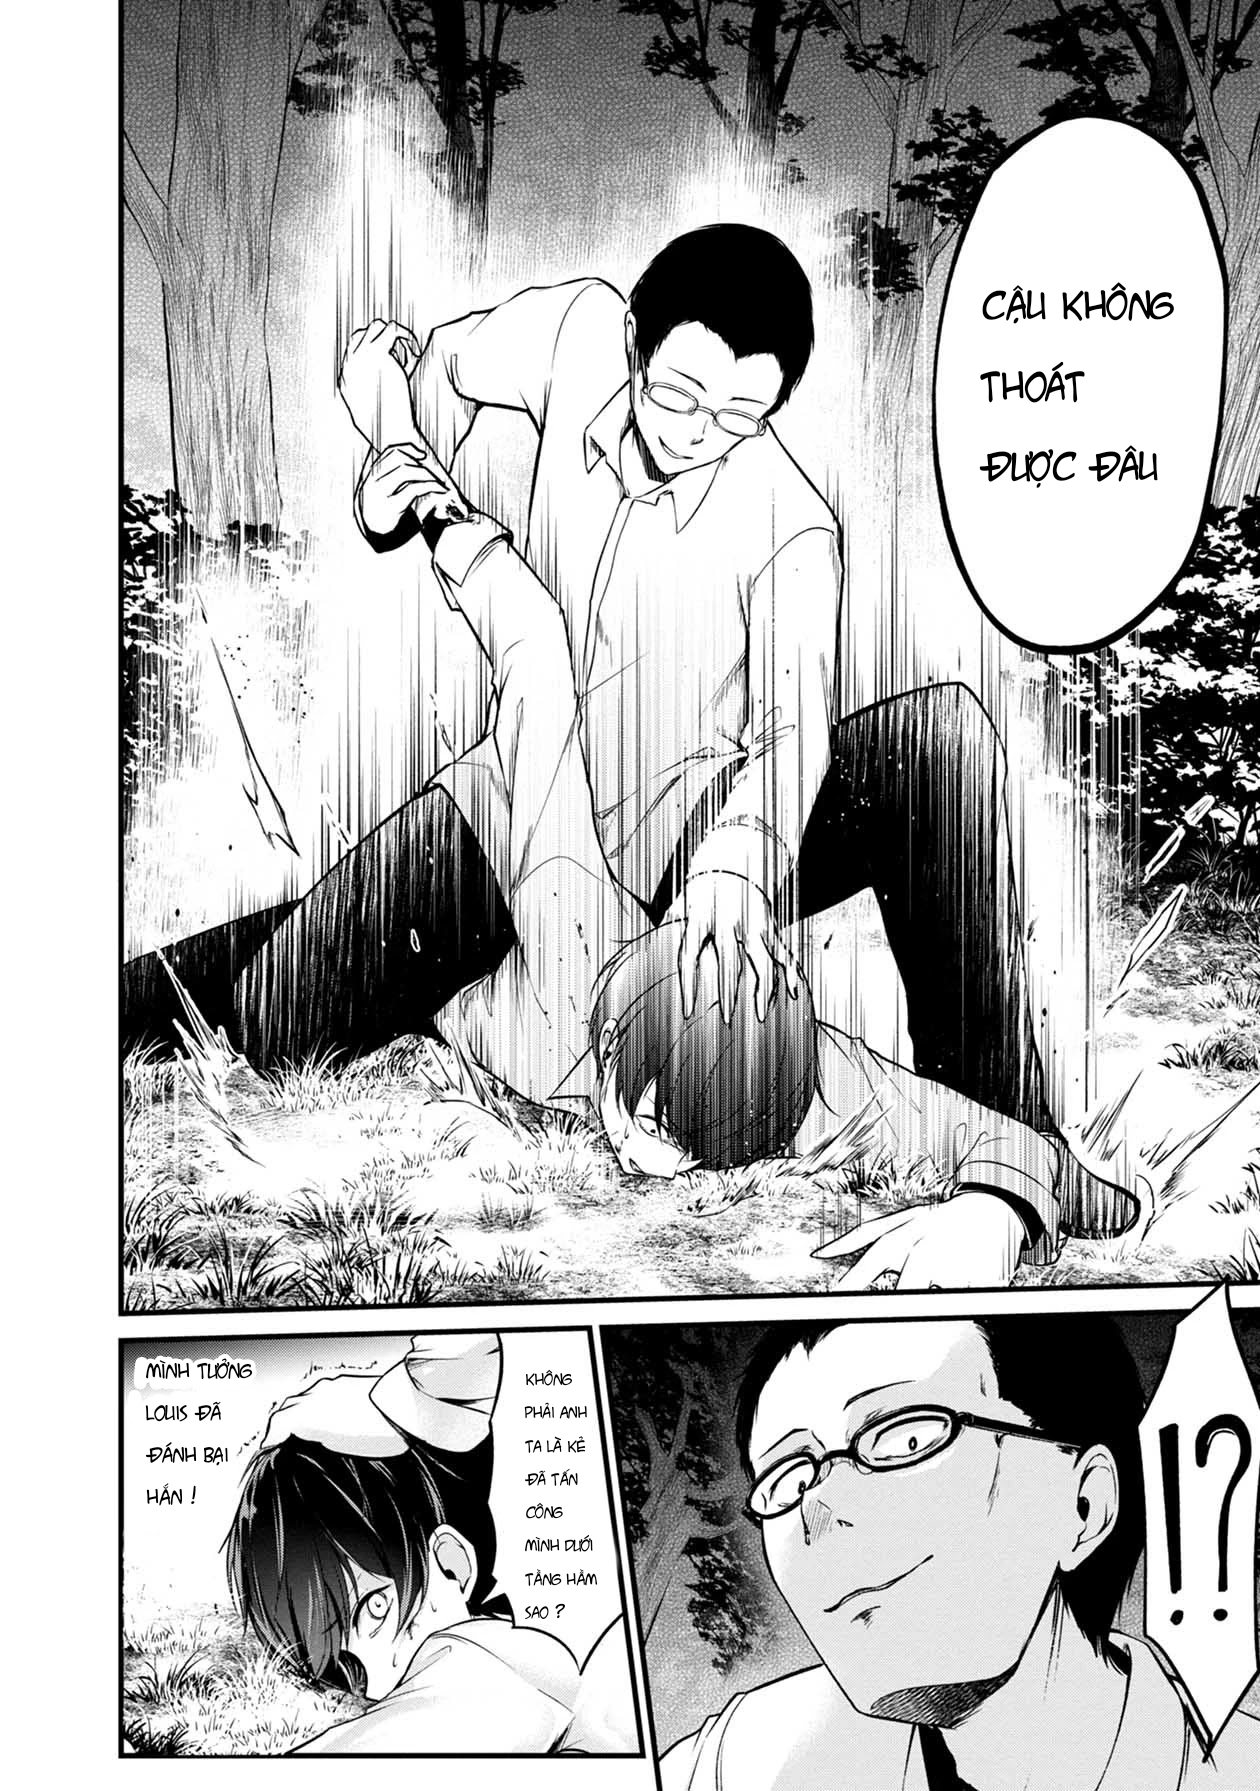 CẬU KHÔNG
THOÁT
ĐƯỢC ĐÂU
!?
KHÔNG
PHẢI ANH
TA LÀ KẺ
ĐÃ TẤN
CÔNG
MÌNH DƯỚI
TẦNG HẦM
SAO ?
MÌNH TƯỞNG
LOUIS ĐÃ
ĐÁNH BẠI
HẮN !